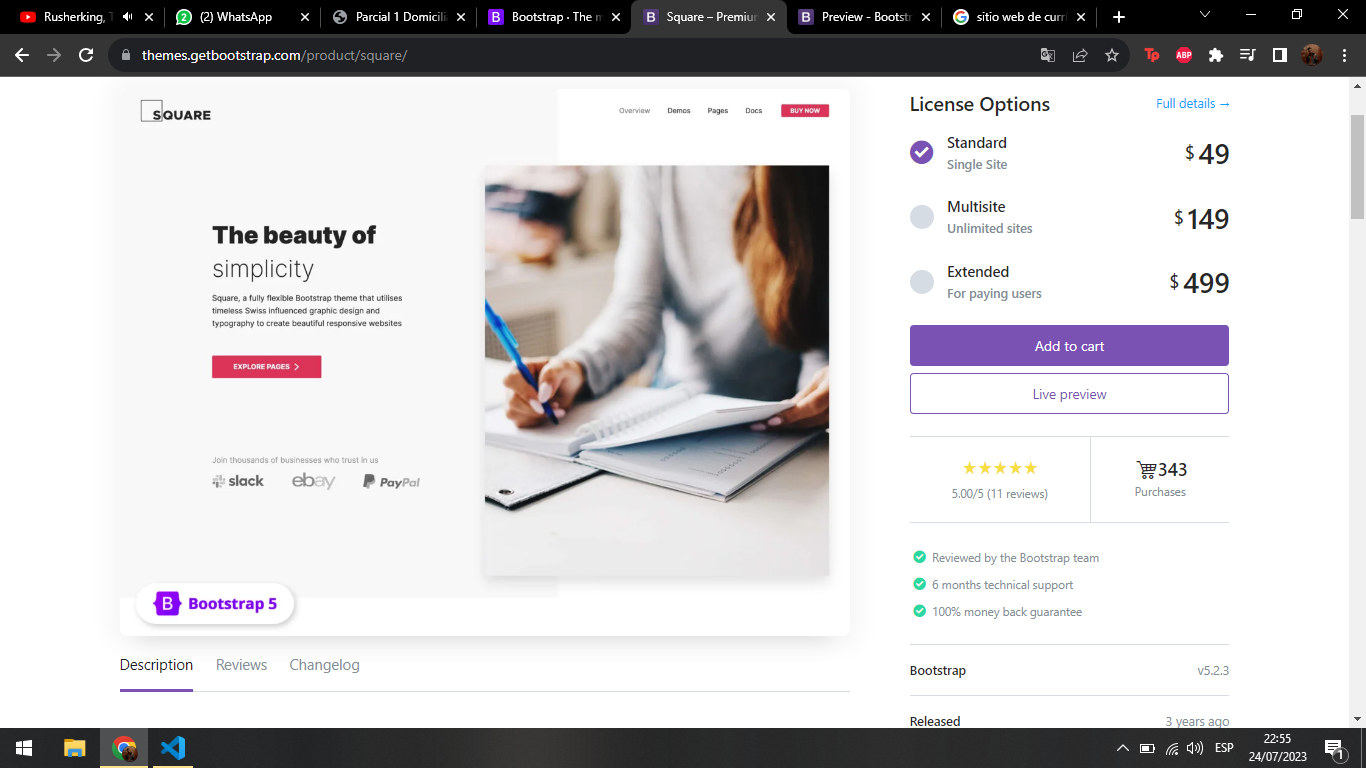 Rusherking, T
(2) WhatsApp
Parcial 1 Domicili
Bootstrap · The m
Square – Premium
Preview - Bootst
sitio web de curri
themes.getbootstrap.com/product/square/
Tp
ABP
SQUARE
Overview
Demos
Pages
Docs
BUY NOW
The beauty of
simplicity
Square, a fully flexible Bootstrap theme that utilises
timeless Swiss influenced graphic design and
typography to create beautiful responsive websites
EXPLORE PAGES
Join thousands of businesses who trust in us
slack
ebay
PayPal
B Bootstrap 5
Description
Reviews
Changelog
License Options
Full details →
Standard
Single Site
$ 49
Multisite
Unlimited sites
$ 149
Extended
For paying users
$ 499
Add to cart
Live preview
★★★★★
5.00/5 (11 reviews)
343
Purchases
Reviewed by the Bootstrap team
6 months technical support
100% money back guarantee
Bootstrap
v5.2.3
Released
3 years ago
ESP
22:55
24/07/2023
1